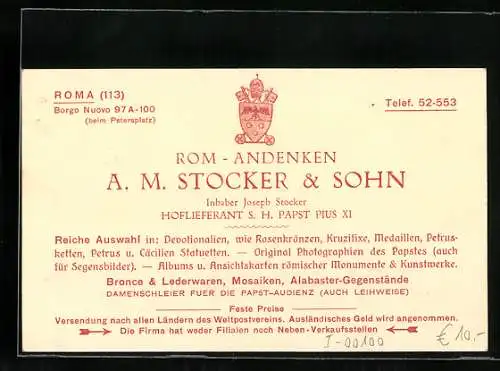 ROMA (113)
Borgo Nuovo 97A-100
(beim Petersplatz)
Telef. 52-553
ROM - ANDENKEN
A. M. STOCKER & SOHN
Inhaber Joseph Stocker
HOFLIEFERANT S. H. PAPST PIUS XI
Reiche Auswahl in: Devotionalien, wie Rosenkränzen, Kruzifixe, Medaillen, Petrus-
ketten, Petrus u. Cäcilien Statuetten. — Original Photographien des Papstes (auch
für Segensbilder). — Albums u. Ansichtskarten römischer Monumente & Kunstwerke.
Bronce & Lederwaren, Mosaiken, Alabaster-Gegenstände
DAMENSCHLEIER FUER DIE PAPST-AUDIENZ (AUCH LEIHWEISE)
Feste Preise
Versendung nach allen Ländern des Weltpostvereins. Ausländisches Geld wird angenommen.
Die Firma hat weder Filialen noch Neben-Verkaufsstellen
I-00100
€ 10,-